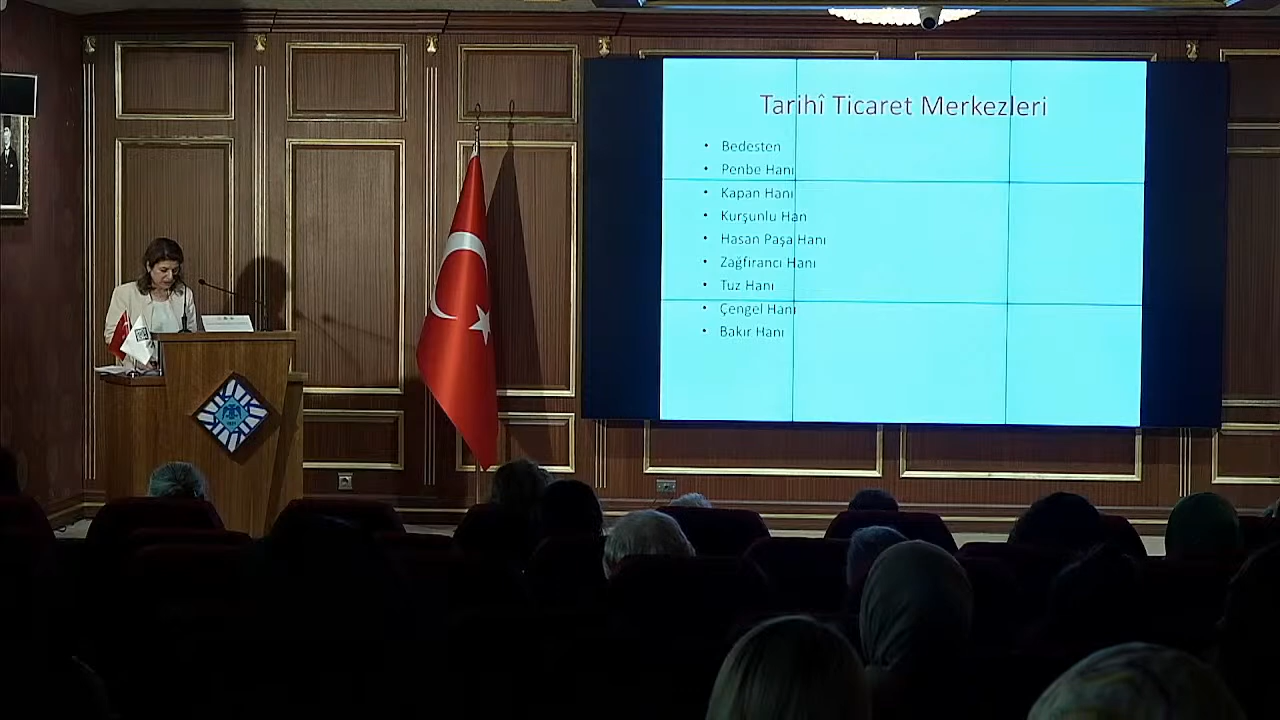 Tarihî Ticaret Merkezleri
• Bedesten
• Penbe Hanı
• Kapan Hanı
• Kurşunlu Han
• Hasan Paşa Hanı
• Zağfirancı Hanı
• Tuz Hanı
• Çengel Hanı
• Bakır Hanı